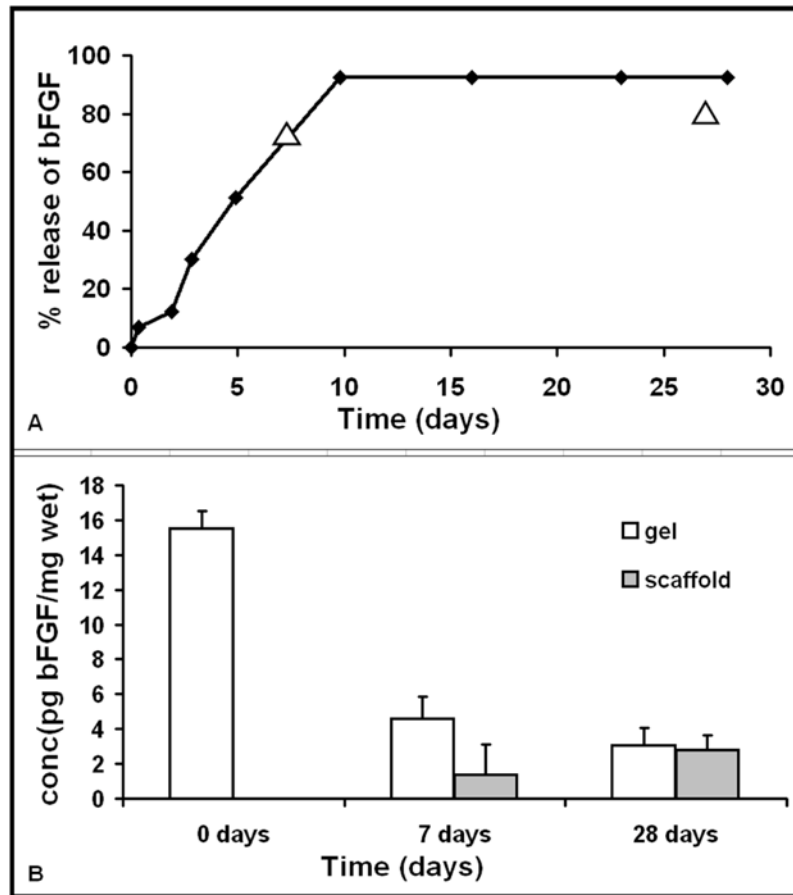 100
80
60
40
20
0
% release of bFGF
0 5 10 15 20 25 30
Time (days)
A
18
16
14
12
10
8
6
4
2
0
conc(pg bFGF/mg wet)
gel
scaffold
0 days 7 days 28 days
Time (days)
B